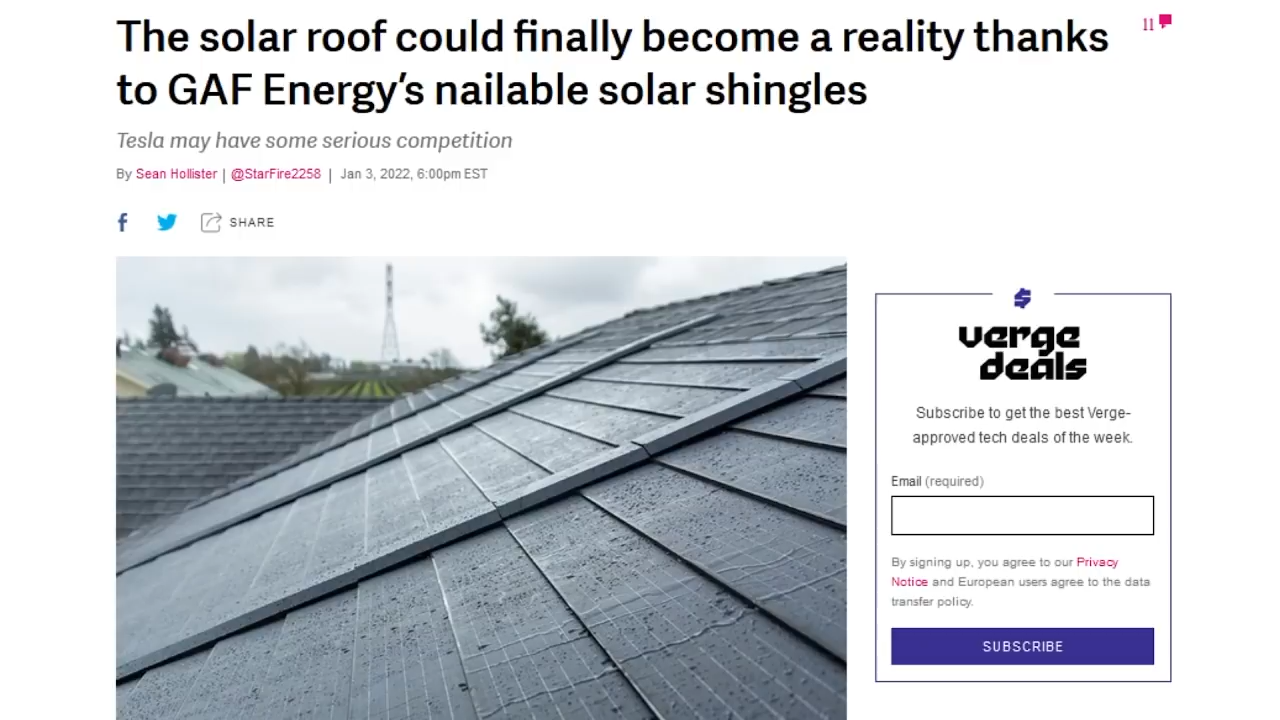 The solar roof could finally become a reality thanks
to GAF Energy’s nailable solar shingles
11
Tesla may have some serious competition
By Sean Hollister | @StarFire2258 | Jan 3, 2022, 6:00pm EST
SHARE
verge
deals
Subscribe to get the best Verge-
approved tech deals of the week.
Email (required)
By signing up, you agree to our Privacy
Notice and European users agree to the data
transfer policy.
SUBSCRIBE